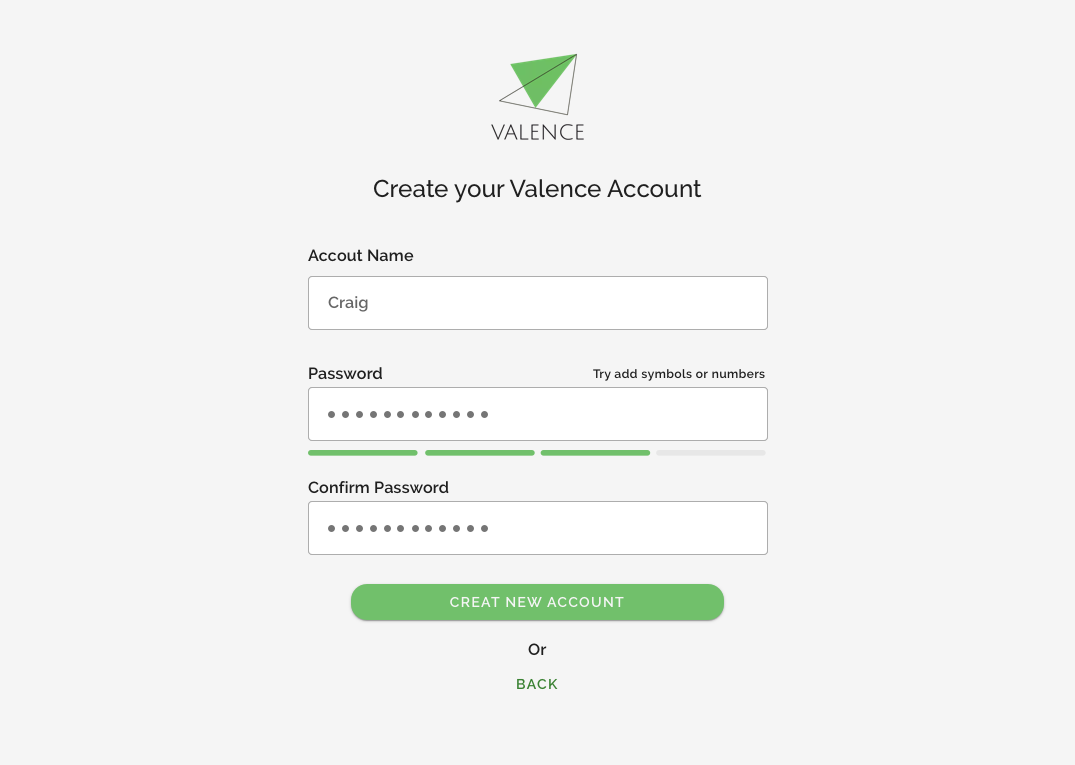 VALENCE
Create your Valence Account
Accout Name
Craig
Password
Try add symbols or numbers
Confirm Password
CREAT NEW ACCOUNT
Or
BACK